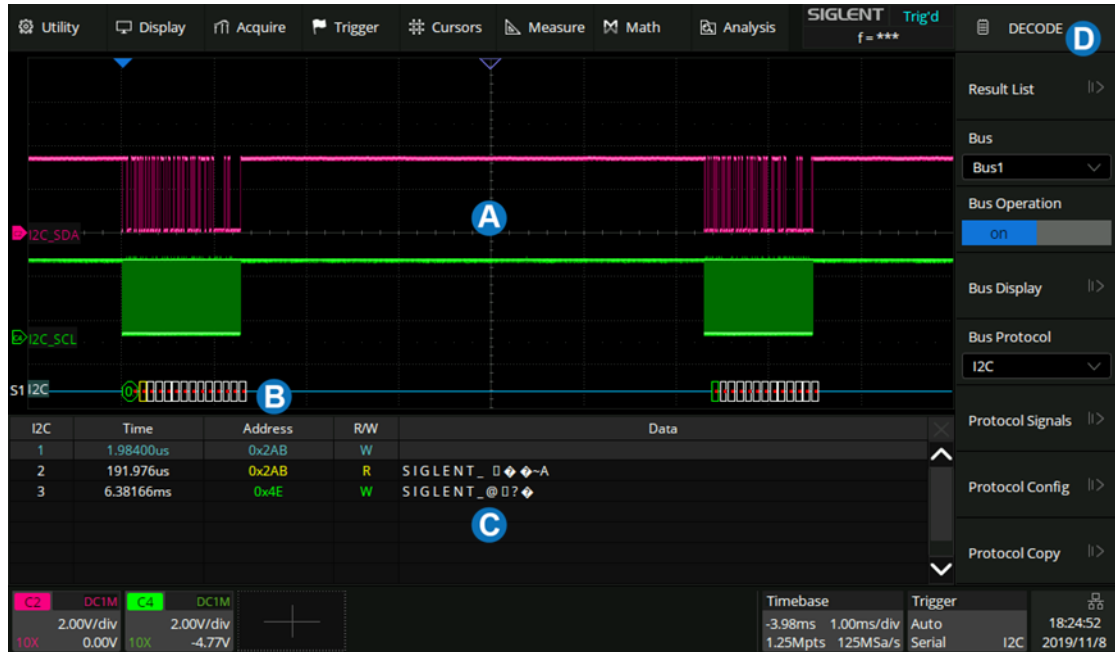 Utility Display Acquire Trigger Cursors Measure Math Analysis SIGLENT Trig'd
f = ***
DECODE D
Result List
Bus
Bus1
Bus Operation
on
Bus Display
Bus Protocol
I2C
Protocol Signals
Protocol Config
Protocol Copy
A
C2 I2C_SDA
C4 I2C_SCL
S1 I2C 0 B
I2C Time Address R/W Data
1 1.98400us 0x2AB W
2 191.976us 0x2AB R SIGLENT_ ▯��~A
3 6.38166ms 0x4E W SIGLENT_@▯?�
C
C2 DC1M C4 DC1M
2.00V/div 2.00V/div
10X 0.00V 10X -4.77V
Timebase Trigger
-3.98ms 1.00ms/div Auto
1.25Mpts 125MSa/s Serial I2C
18:24:52
2019/11/8